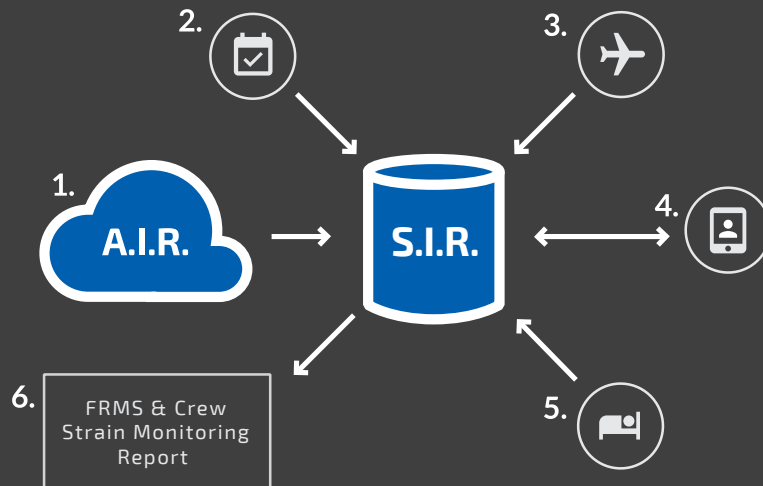 2.
3.
1.
A.I.R.
S.I.R.
4.
6.
FRMS & Crew
Strain Monitoring
Report
5.